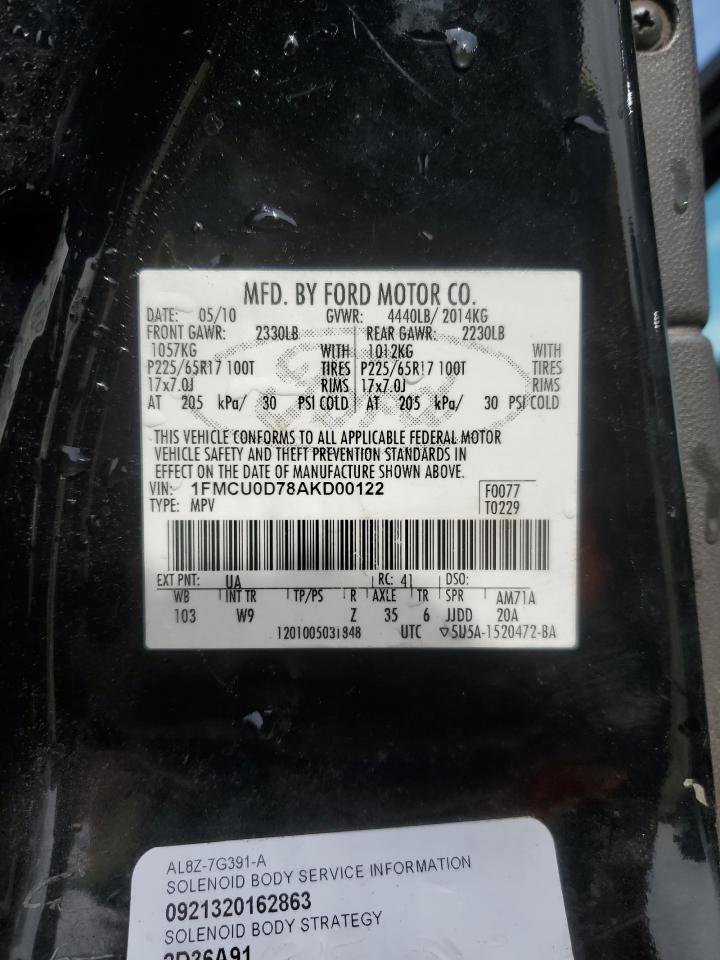 MFD. BY FORD MOTOR CO.
DATE: 05/10 GVWR: 4440LB/ 2014KG
FRONT GAWR: 2330LB REAR GAWR: 2230LB
1057KG WITH 1012KG WITH
P225/65R17 100T TIRES P225/65R17 100T TIRES
17x7.0J RIMS 17x7.0J RIMS
AT 205 kPa/ 30 PSI COLD AT 205 kPa/ 30 PSI COLD
THIS VEHICLE CONFORMS TO ALL APPLICABLE FEDERAL MOTOR
VEHICLE SAFETY AND THEFT PREVENTION STANDARDS IN
EFFECT ON THE DATE OF MANUFACTURE SHOWN ABOVE.
VIN: 1FMCU0D78AKD00122 F0077
TYPE: MPV T0229
EXT PNT: UA RC: 41 DSO:
WB INT TR TP/PS R AXLE TR SPR AM71A
103 W9 Z 35 6 JJDD 20A
UTC ▽5U5A-1520472-BA
AL8Z-7G391-A
SOLENOID BODY SERVICE INFORMATION
0921320162863
SOLENOID BODY STRATEGY